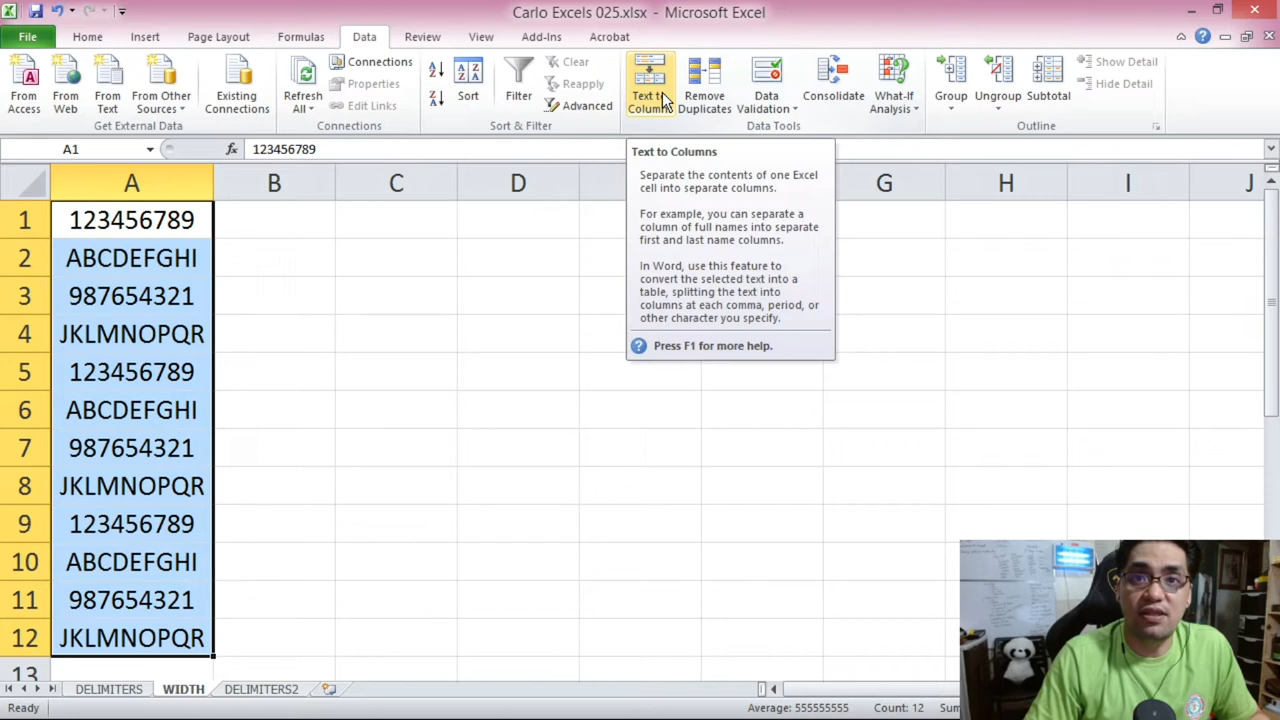 Carlo Excels 025.xlsx - Microsoft Excel
File Home Insert Page Layout Formulas Data Review View Add-Ins Acrobat
From Access
From Web
From Text
From Other Sources
Existing Connections
Get External Data
Refresh All
Connections
Properties
Edit Links
Connections
Sort
Filter
Clear
Reapply
Advanced
Sort & Filter
Text to Columns
Remove Duplicates
Data Validation
Consolidate
What-If Analysis
Data Tools
Group
Ungroup
Subtotal
Show Detail
Hide Detail
Outline
A1 fx 123456789
Text to Columns
Separate the contents of one Excel
cell into separate columns.
For example, you can separate a
column of full names into separate
first and last name columns.
In Word, use this feature to
convert the selected text into a
table, splitting the text into
columns at each comma, period, or
other character you specify.
Press F1 for more help.
A B C D G H I J
1 123456789
2 ABCDEFGHI
3 987654321
4 JKLMNOPQR
5 123456789
6 ABCDEFGHI
7 987654321
8 JKLMNOPQR
9 123456789
10 ABCDEFGHI
11 987654321
12 JKLMNOPQR
13
DELIMITERS WIDTH DELIMITERS2
Ready Average: 555555555 Count: 12 Sum